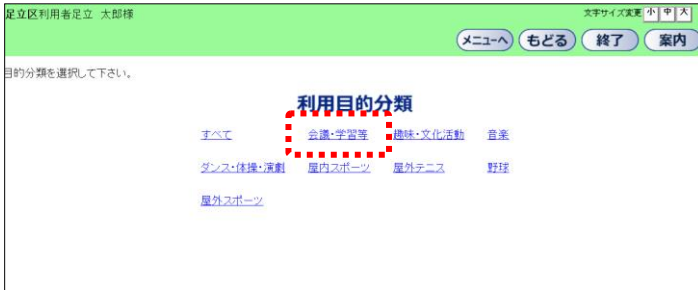 足立区利用者足立 太郎様
文字サイズ変更 小 中 大
メニューへ もどる 終了 案内
目的分類を選択して下さい。
利用目的分類
すべて 会議・学習等 趣味・文化活動 音楽
ダンス・体操・演劇 屋内スポーツ 屋外テニス 野球
屋外スポーツ